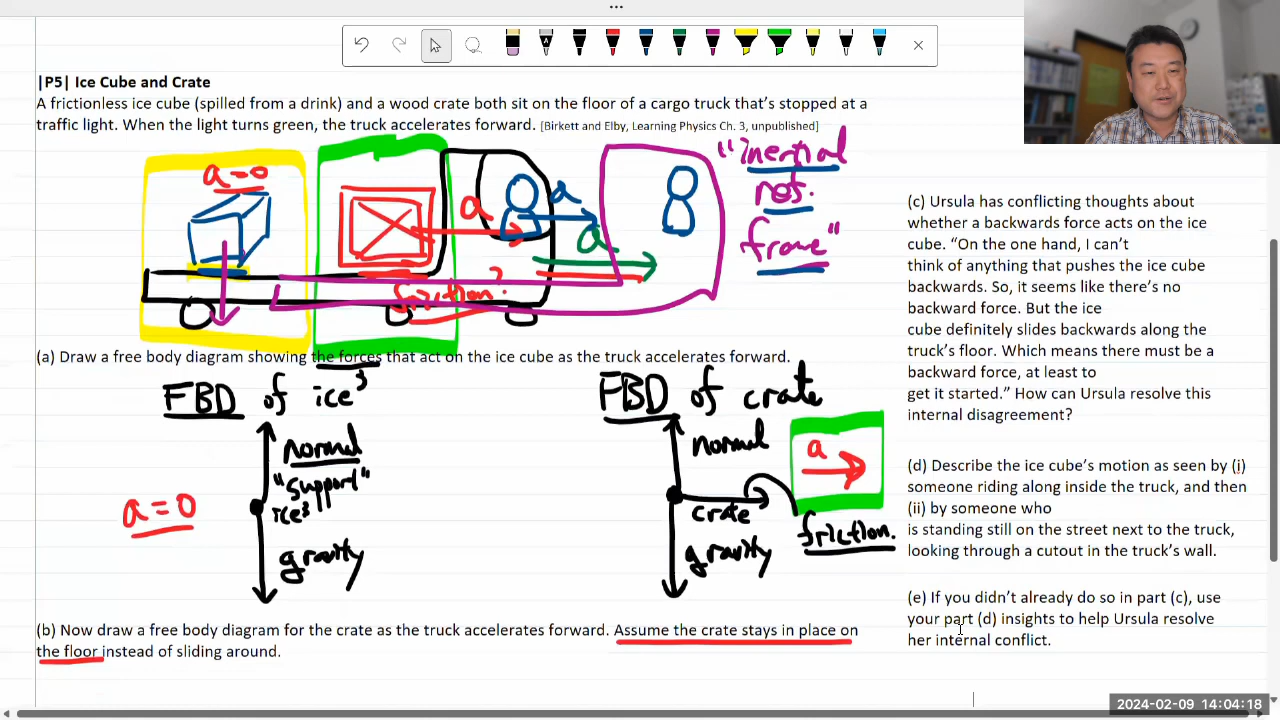 |P5| Ice Cube and Crate
A frictionless ice cube (spilled from a drink) and a wood crate both sit on the floor of a cargo truck that's stopped at a
traffic light. When the light turns green, the truck accelerates forward. [Birkett and Elby, Learning Physics Ch. 3, unpublished]
a=0
a
a
a
friction?
"inertial
ref.
frame"
(a) Draw a free body diagram showing the forces that act on the ice cube as the truck accelerates forward.
FBD of ice³
normal
"support"
ice³
gravity
a=0
FBD of crate
normal
crate
gravity
a
friction.
(b) Now draw a free body diagram for the crate as the truck accelerates forward. Assume the crate stays in place on
the floor instead of sliding around.
(c) Ursula has conflicting thoughts about
whether a backwards force acts on the ice
cube. "On the one hand, I can't
think of anything that pushes the ice cube
backwards. So, it seems like there's no
backward force. But the ice
cube definitely slides backwards along the
truck's floor. Which means there must be a
backward force, at least to
get it started." How can Ursula resolve this
internal disagreement?
(d) Describe the ice cube's motion as seen by (i)
someone riding along inside the truck, and then
(ii) by someone who
is standing still on the street next to the truck,
looking through a cutout in the truck's wall.
(e) If you didn't already do so in part (c), use
your part (d) insights to help Ursula resolve
her internal conflict.
2024-02-09 14:04:18